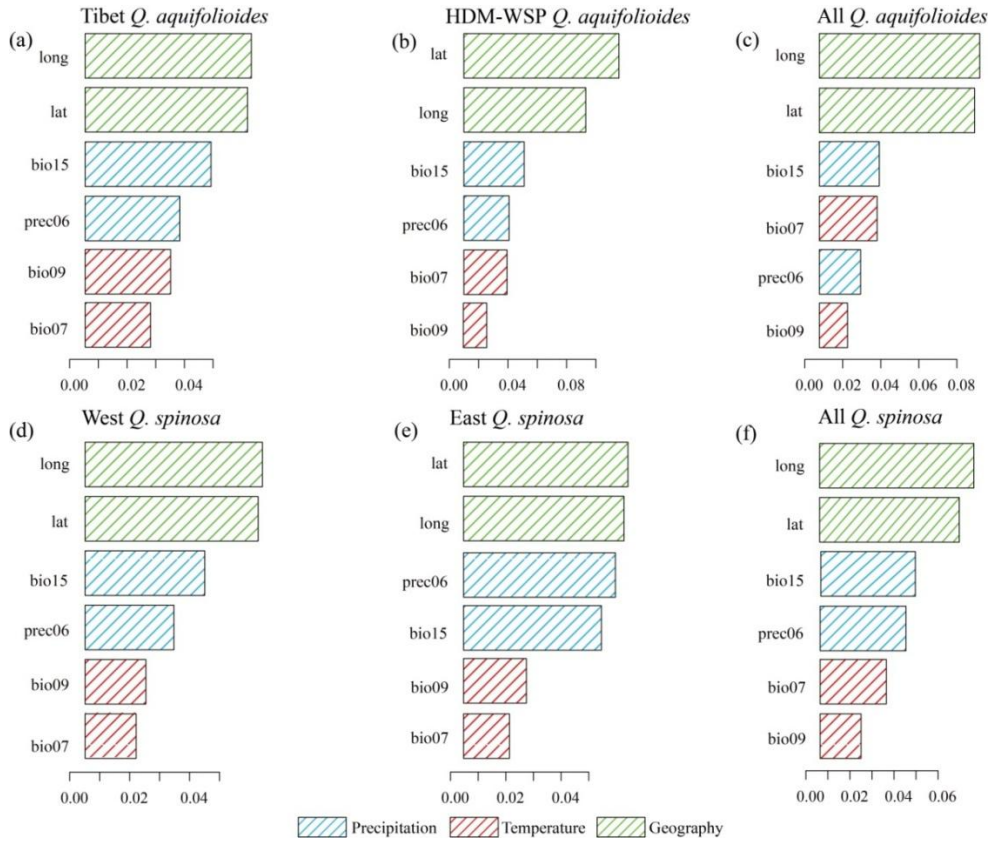 Tibet Q. aquifolioides
(a)
long
lat
bio15
prec06
bio09
bio07
0.00 0.02 0.04
HDM-WSP Q. aquifolioides
(b)
lat
long
bio15
prec06
bio07
bio09
0.00 0.04 0.08
All Q. aquifolioides
(c)
long
lat
bio15
bio07
prec06
bio09
0.00 0.02 0.04 0.06 0.08
West Q. spinosa
(d)
long
lat
bio15
prec06
bio09
bio07
0.00 0.02 0.04
East Q. spinosa
(e)
lat
long
prec06
bio15
bio09
bio07
0.00 0.02 0.04
All Q. spinosa
(f)
long
lat
bio15
prec06
bio07
bio09
0.00 0.02 0.04 0.06
Precipitation Temperature Geography